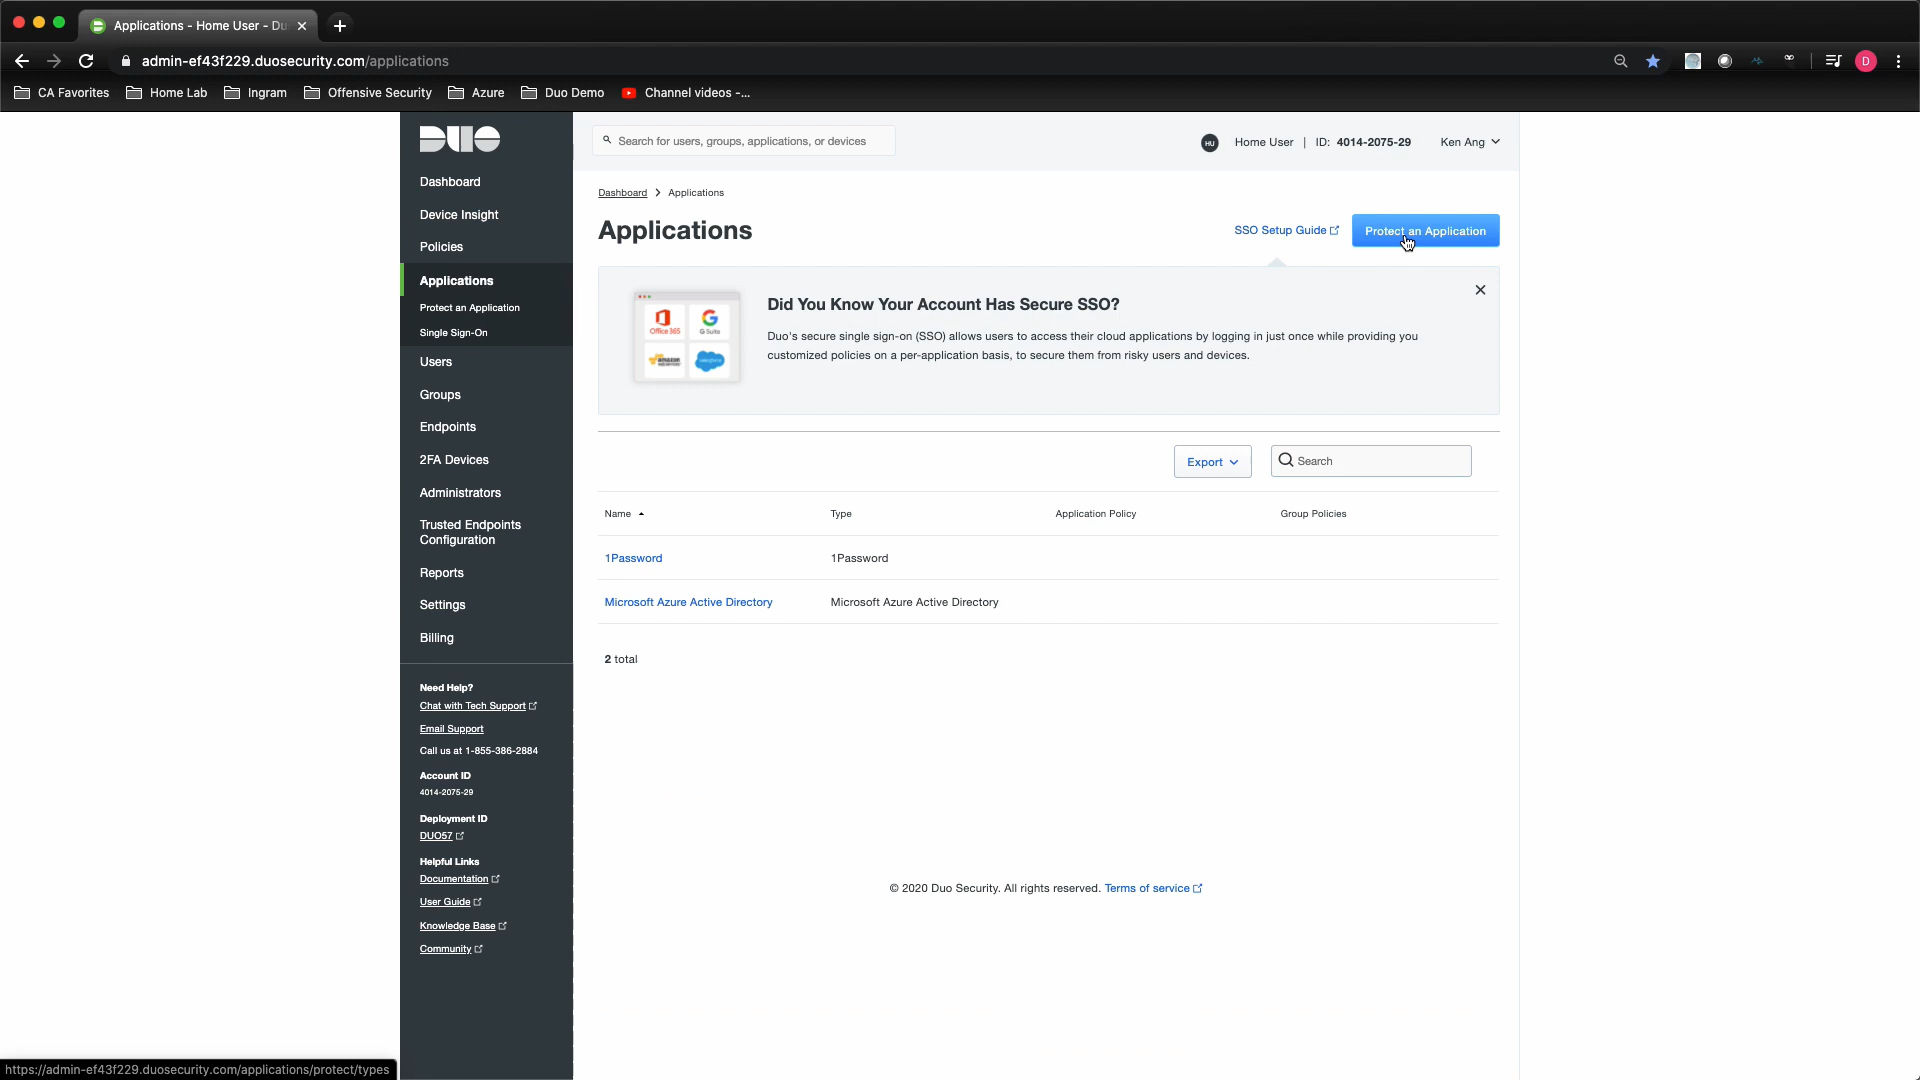 Applications - Home User - Du
admin-ef43f229.duosecurity.com/applications
D
CA Favorites
Home Lab
Ingram
Offensive Security
Azure
Duo Demo
Channel videos -...
DUO
Search for users, groups, applications, or devices
HU
Home User | ID: 4014-2075-29
Ken Ang
Dashboard
Device Insight
Policies
Applications
Protect an Application
Single Sign-On
Users
Groups
Endpoints
2FA Devices
Administrators
Trusted Endpoints
Configuration
Reports
Settings
Billing
Need Help?
Chat with Tech Support
Email Support
Call us at 1-855-386-2884
Account ID
4014-2075-29
Deployment ID
DUO57
Helpful Links
Documentation
User Guide
Knowledge Base
Community
Dashboard > Applications
Applications
SSO Setup Guide
Protect an Application
Office 365
G Suite
amazon
salesforce
Did You Know Your Account Has Secure SSO?
Duo's secure single sign-on (SSO) allows users to access their cloud applications by logging in just once while providing you
customized policies on a per-application basis, to secure them from risky users and devices.
Export
Search
Name
Type
Application Policy
Group Policies
1Password
1Password
Microsoft Azure Active Directory
Microsoft Azure Active Directory
2 total
© 2020 Duo Security. All rights reserved. Terms of service
https://admin-ef43f229.duosecurity.com/applications/protect/types